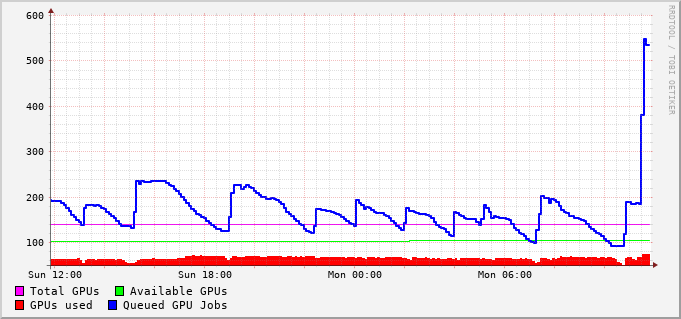 600
500
400
300
200
100
Sun 12:00 Sun 18:00 Mon 00:00 Mon 06:00
Total GPUs Available GPUs
GPUs used Queued GPU Jobs
RRDTOOL / TOBI OETIKER